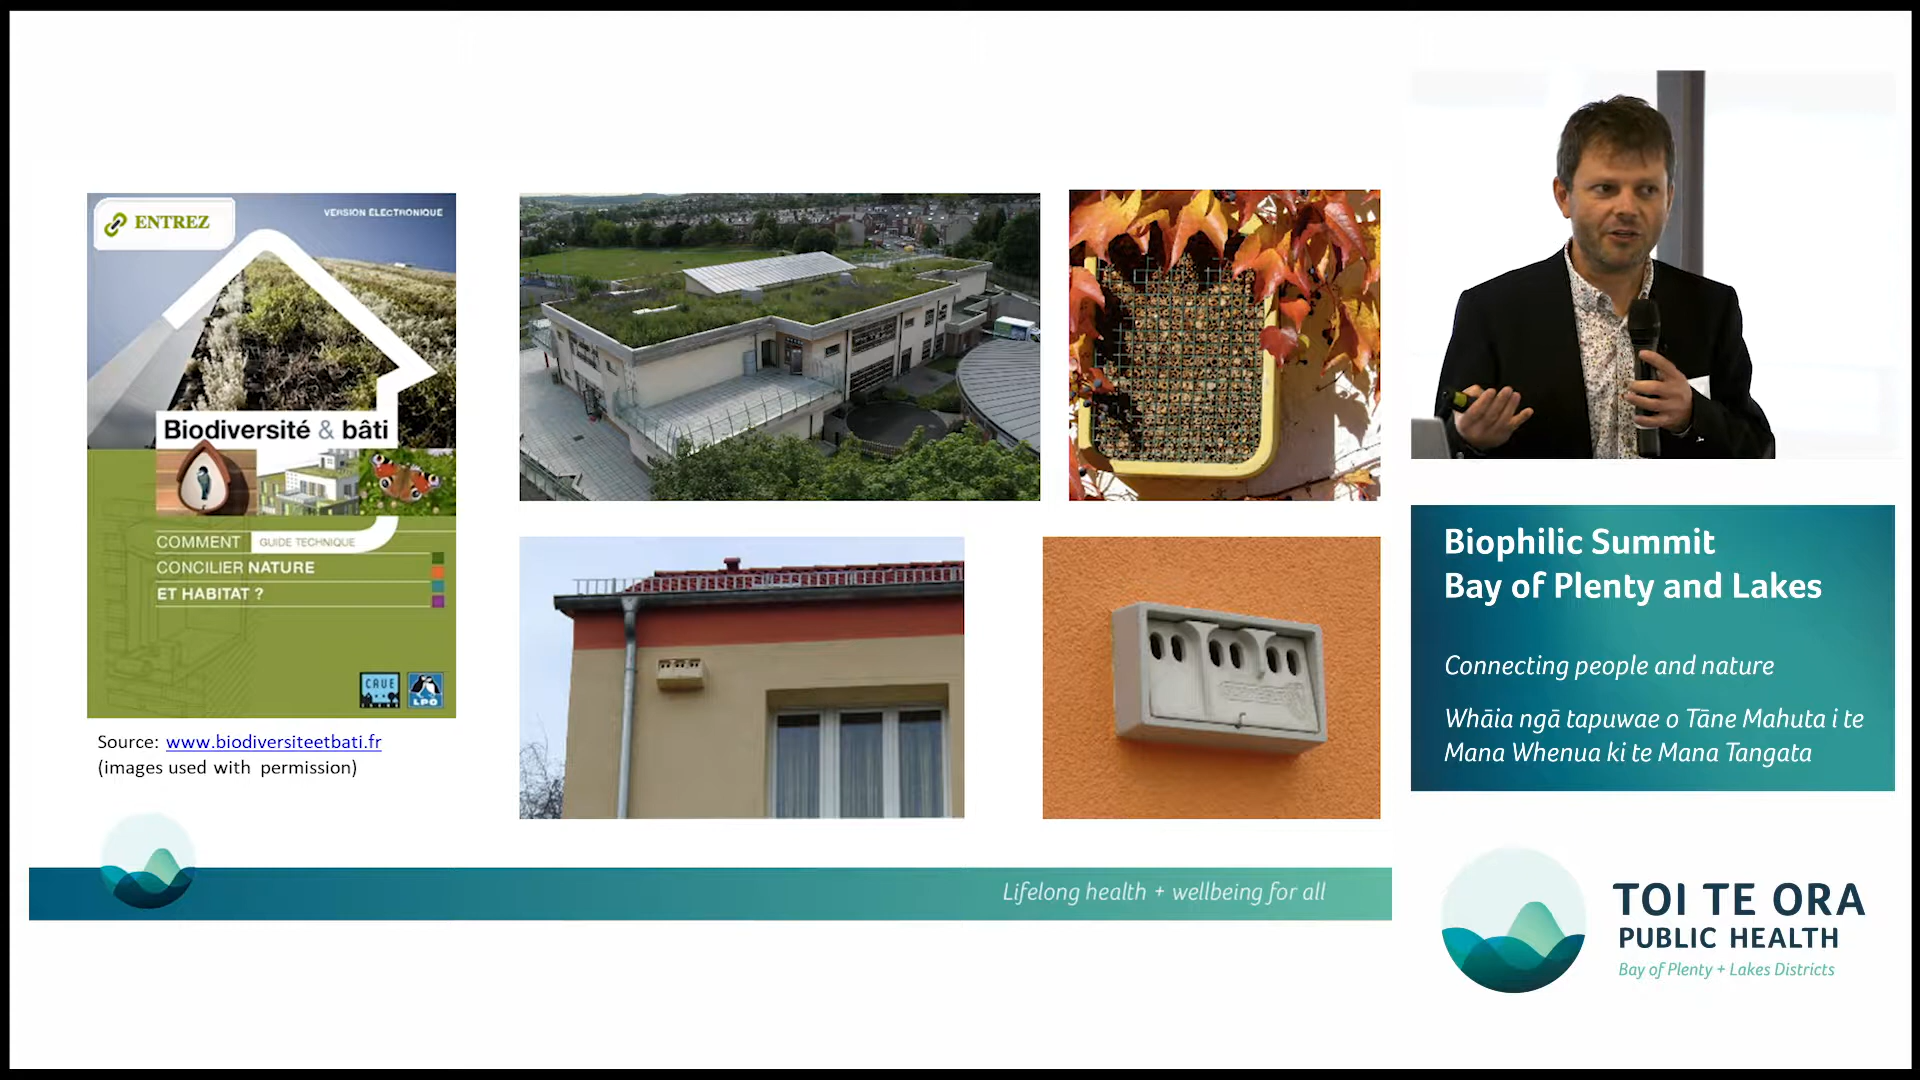 ENTREZ
VERSION ÉLECTRONIQUE
Biodiversité & bâti
COMMENT GUIDE TECHNIQUE
CONCILIER NATURE
ET HABITAT ?
CAUE
LPO
Source: www.biodiversiteetbati.fr
(images used with permission)
Lifelong health + wellbeing for all
Biophilic Summit
Bay of Plenty and Lakes
Connecting people and nature
Whāia ngā tapuwae o Tāne Mahuta i te
Mana Whenua ki te Mana Tangata
TOI TE ORA
PUBLIC HEALTH
Bay of Plenty + Lakes Districts